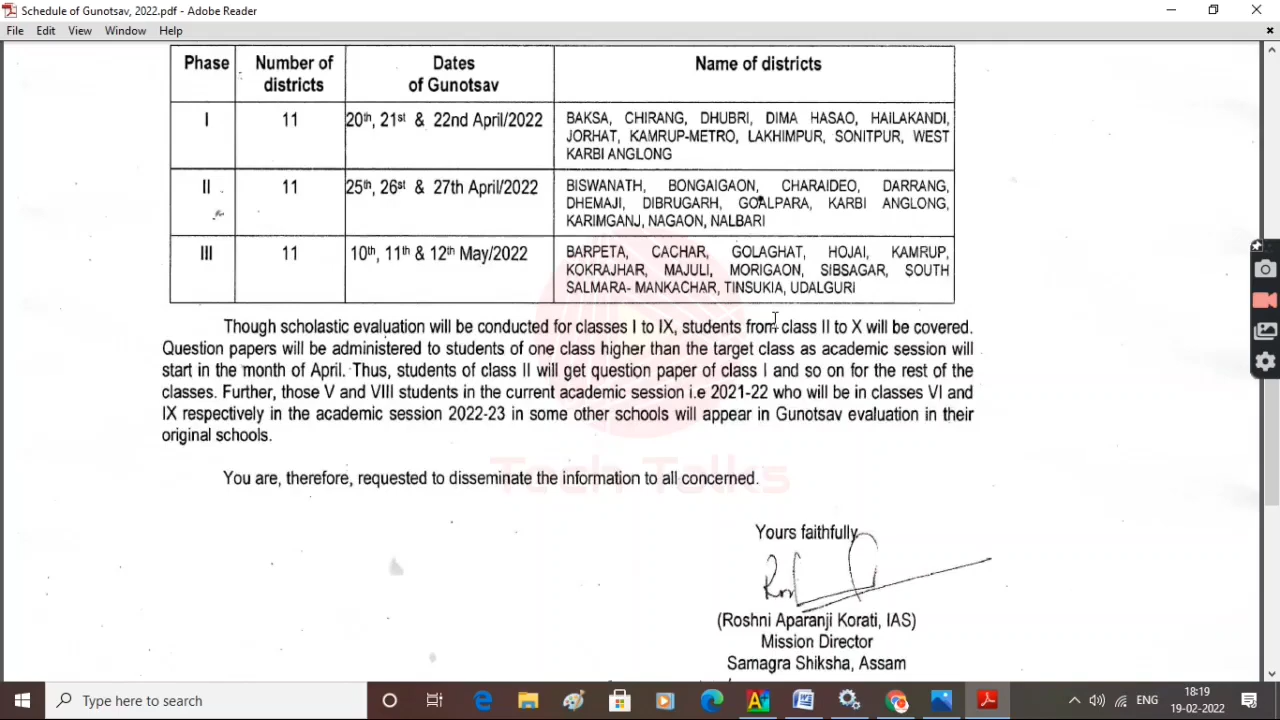 Schedule of Gunotsav, 2022.pdf - Adobe Reader
File Edit View Window Help
Phase Number of districts Dates of Gunotsav Name of districts
I 11 20th, 21st & 22nd April/2022 BAKSA, CHIRANG, DHUBRI, DIMA HASAO, HAILAKANDI,
JORHAT, KAMRUP-METRO, LAKHIMPUR, SONITPUR, WEST
KARBI ANGLONG
II 11 25th, 26st & 27th April/2022 BISWANATH, BONGAIGAON, CHARAIDEO, DARRANG,
DHEMAJI, DIBRUGARH, GOALPARA, KARBI ANGLONG,
KARIMGANJ, NAGAON, NALBARI
III 11 10th, 11th & 12th May/2022 BARPETA, CACHAR, GOLAGHAT, HOJAI, KAMRUP,
KOKRAJHAR, MAJULI, MORIGAON, SIBSAGAR, SOUTH
SALMARA- MANKACHAR, TINSUKIA, UDALGURI
Though scholastic evaluation will be conducted for classes I to IX, students from class II to X will be covered.
Question papers will be administered to students of one class higher than the target class as academic session will
start in the month of April. Thus, students of class II will get question paper of class I and so on for the rest of the
classes. Further, those V and VIII students in the current academic session i.e 2021-22 who will be in classes VI and
IX respectively in the academic session 2022-23 in some other schools will appear in Gunotsav evaluation in their
original schools.
Tech Talks
You are, therefore, requested to disseminate the information to all concerned.
Yours faithfully
(Roshni Aparanji Korati, IAS)
Mission Director
Samagra Shiksha, Assam
Type here to search
ENG
18:19
19-02-2022